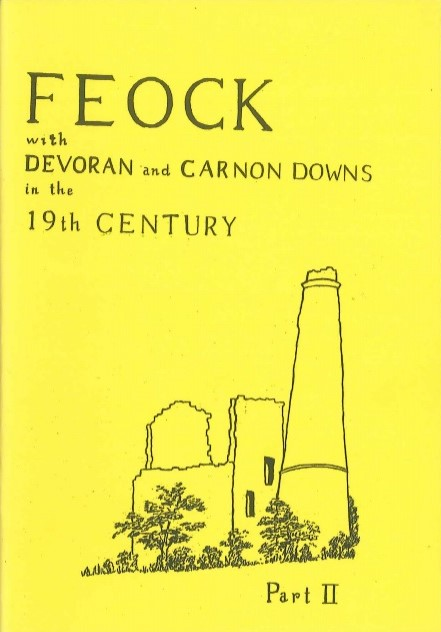 FEOCK
with
DEVORAN and CARNON DOWNS
in the
19th CENTURY
Part II